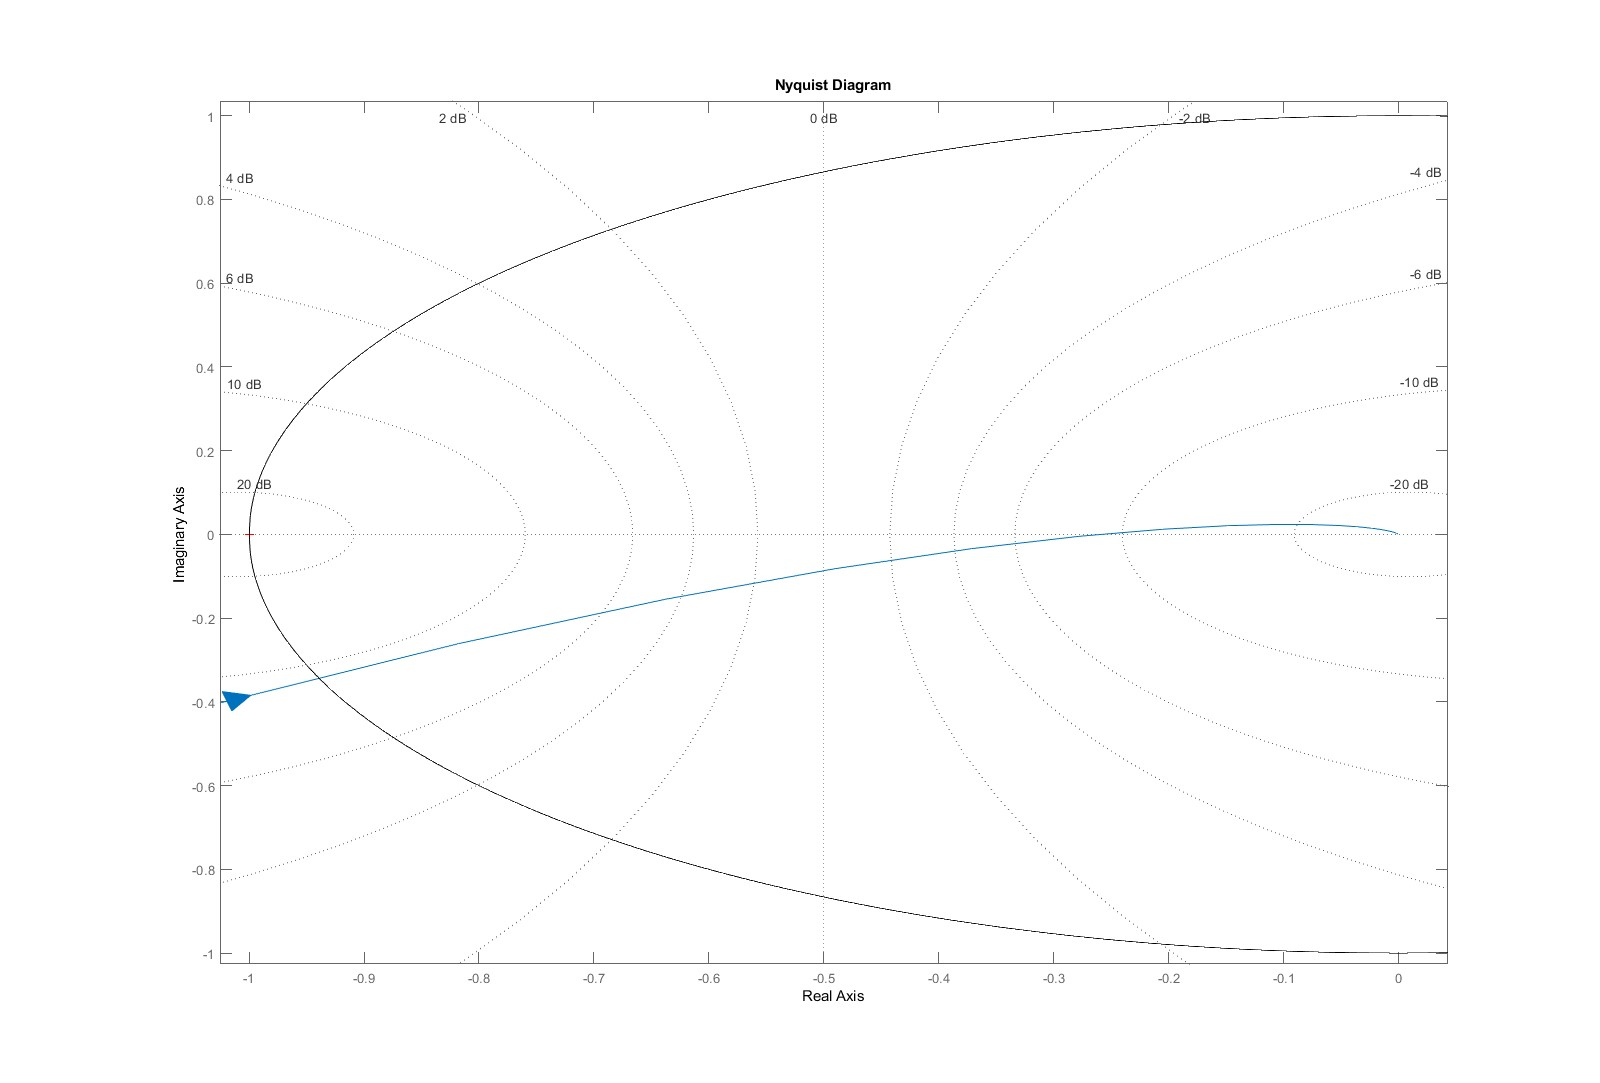 Nyquist Diagram
2 dB
0 dB
-2 dB
4 dB
-4 dB
6 dB
-6 dB
10 dB
-10 dB
20 dB
-20 dB
1
0.8
0.6
0.4
0.2
0
-0.2
-0.4
-0.6
-0.8
-1
Imaginary Axis
-1 -0.9 -0.8 -0.7 -0.6 -0.5 -0.4 -0.3 -0.2 -0.1 0
Real Axis